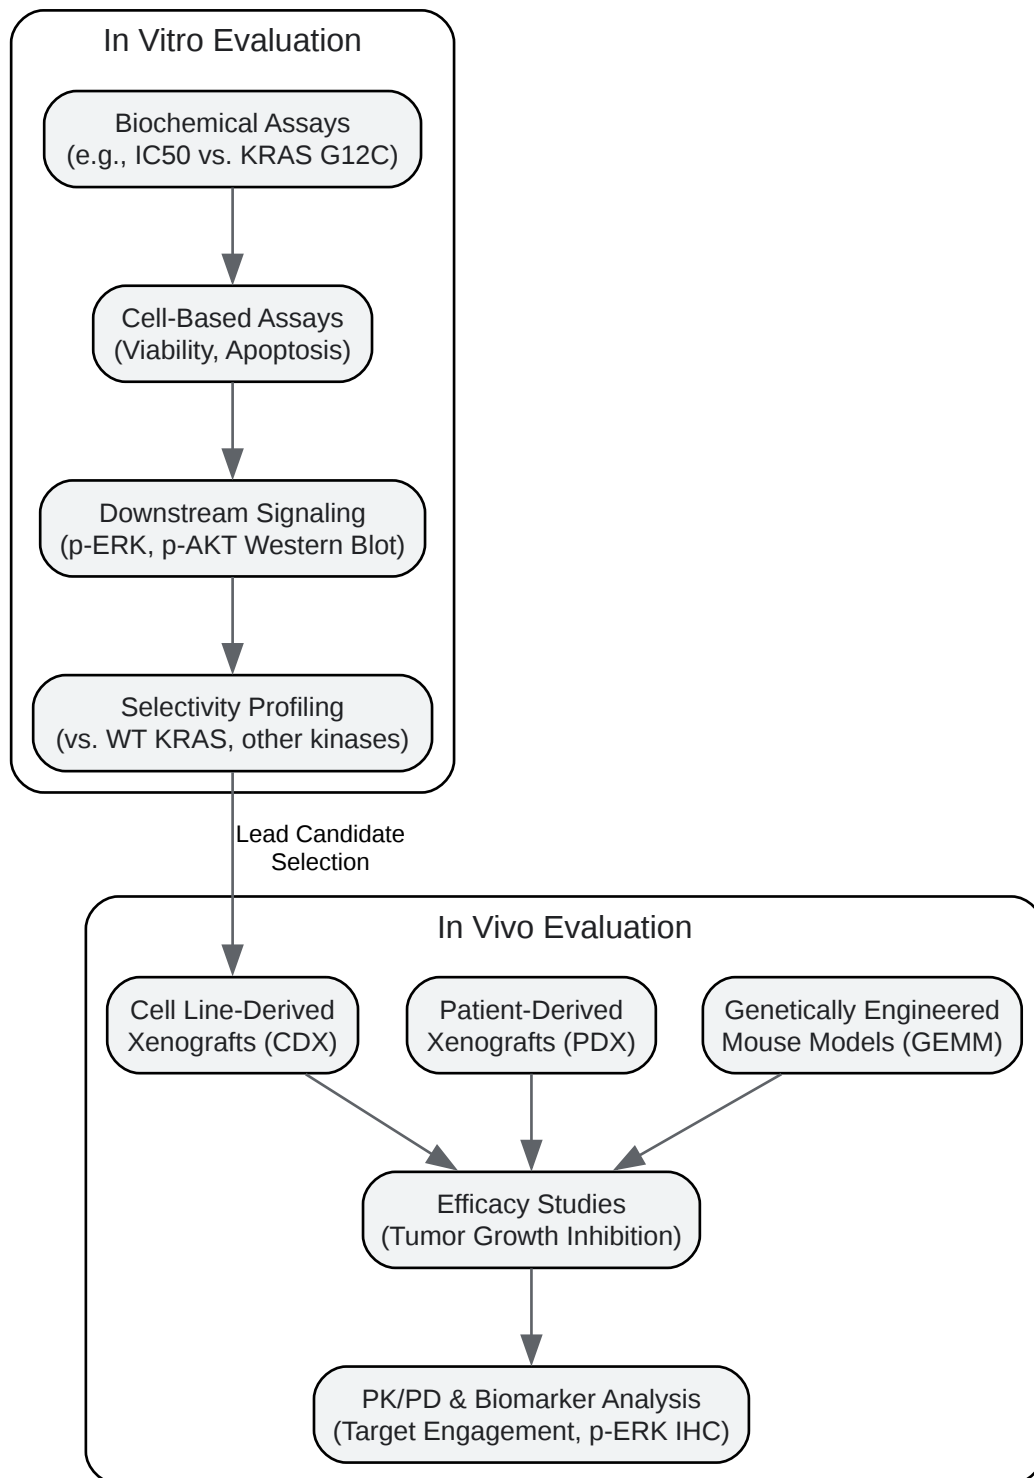 In Vitro Evaluation
Biochemical Assays
(e.g., IC50 vs. KRAS G12C)
Cell-Based Assays
(Viability, Apoptosis)
Downstream Signaling
(p-ERK, p-AKT Western Blot)
Selectivity Profiling
(vs. WT KRAS, other kinases)
Lead Candidate
Selection
In Vivo Evaluation
Cell Line-Derived
Xenografts (CDX)
Patient-Derived
Xenografts (PDX)
Genetically Engineered
Mouse Models (GEMM)
Efficacy Studies
(Tumor Growth Inhibition)
PK/PD & Biomarker Analysis
(Target Engagement, p-ERK IHC)